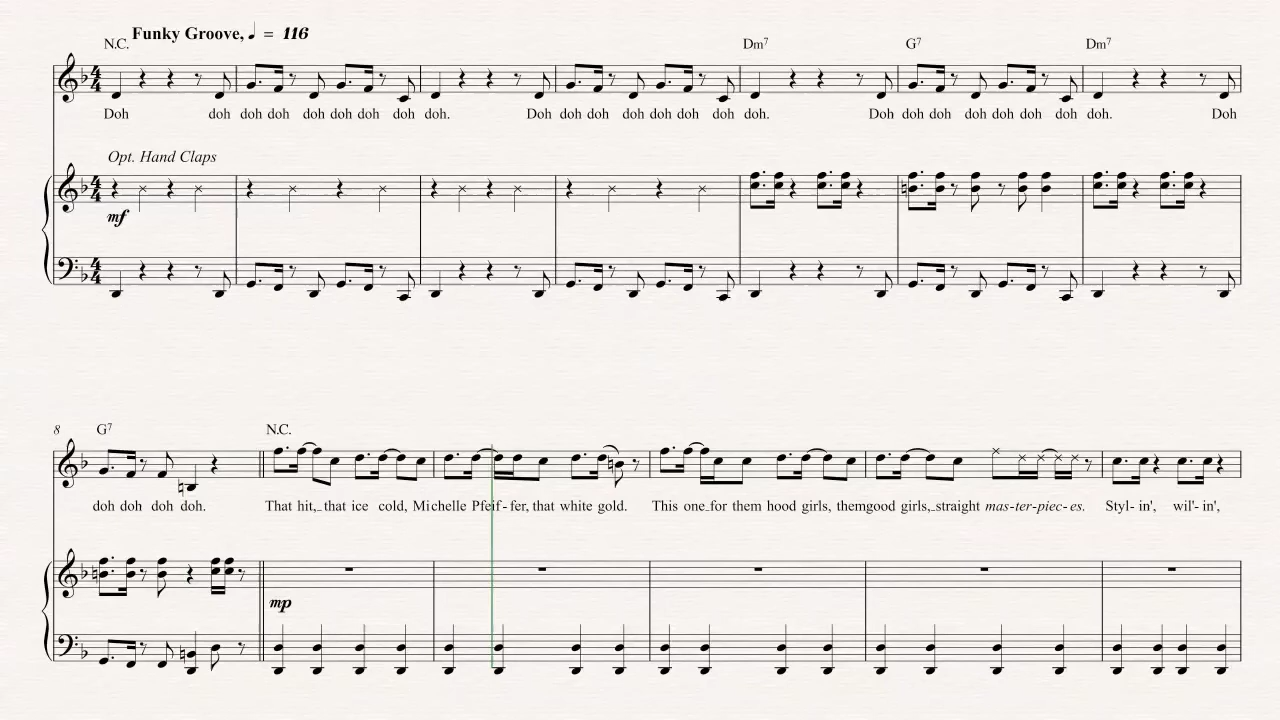 Funky Groove, ♩ = 116
N.C. Dm7 G7 Dm7
Doh doh doh doh doh doh doh doh doh. Doh doh doh doh doh doh doh doh. Doh doh doh doh doh doh doh doh. Doh
Opt. Hand Claps
mf
8 G7 N.C.
doh doh doh doh. That hit,_ that ice cold, Michelle Pfeif-fer, that white gold. This one_ for them hood girls, themgood girls,_ straight mas-ter-piec-es. Styl-in', wil'-in',
mp